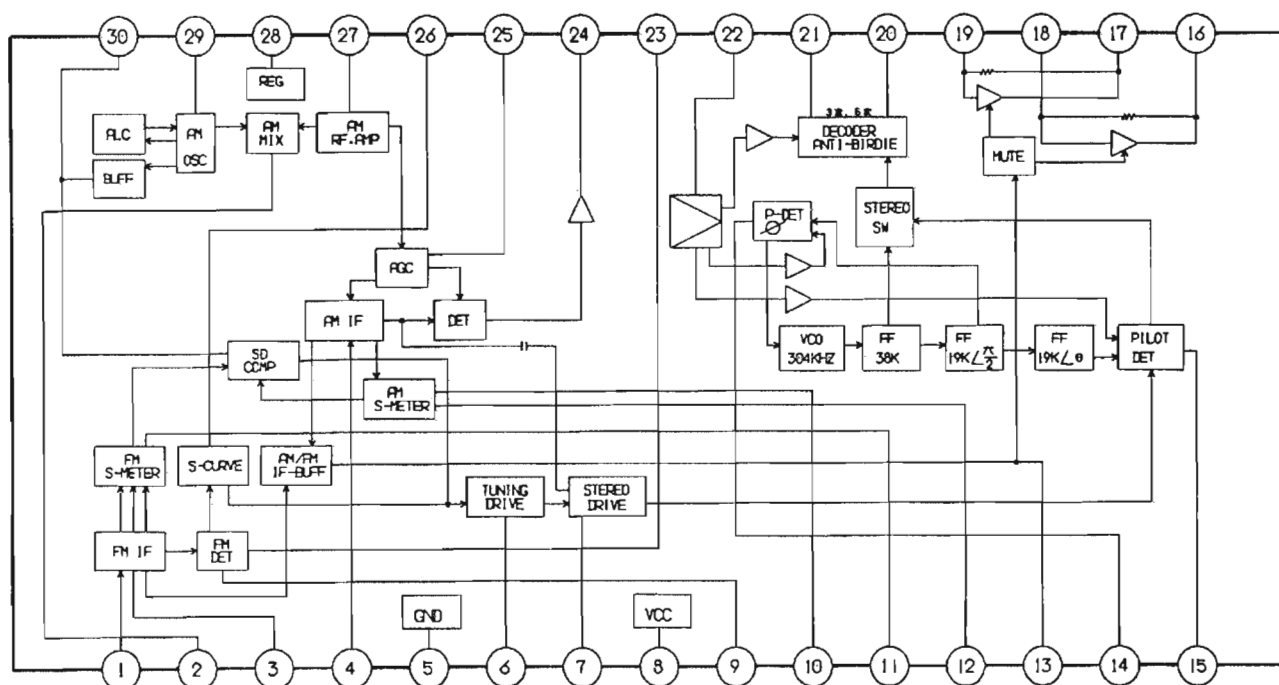 30 29 28 27 26 25 24 23 22 21 20 19 18 17 16
REG
ALC
AM
OSC
AM
MIX
AM
RF.AMP
BUFF
DECODER
ANTI-BIRDIE
MUTE
P-DET
STEREO
SW
AGC
AM IF
DET
SD
COMP
VCO
304KHZ
FF
38K
FF
19K∠π/2
FF
19K∠θ
PILOT
DET
AM
S-METER
FM
S-METER
S-CURVE
AM/FM
IF-BUFF
TUNING
DRIVE
STEREO
DRIVE
FM IF
FM
DET
GND
VCC
1 2 3 4 5 6 7 8 9 10 11 12 13 14 15